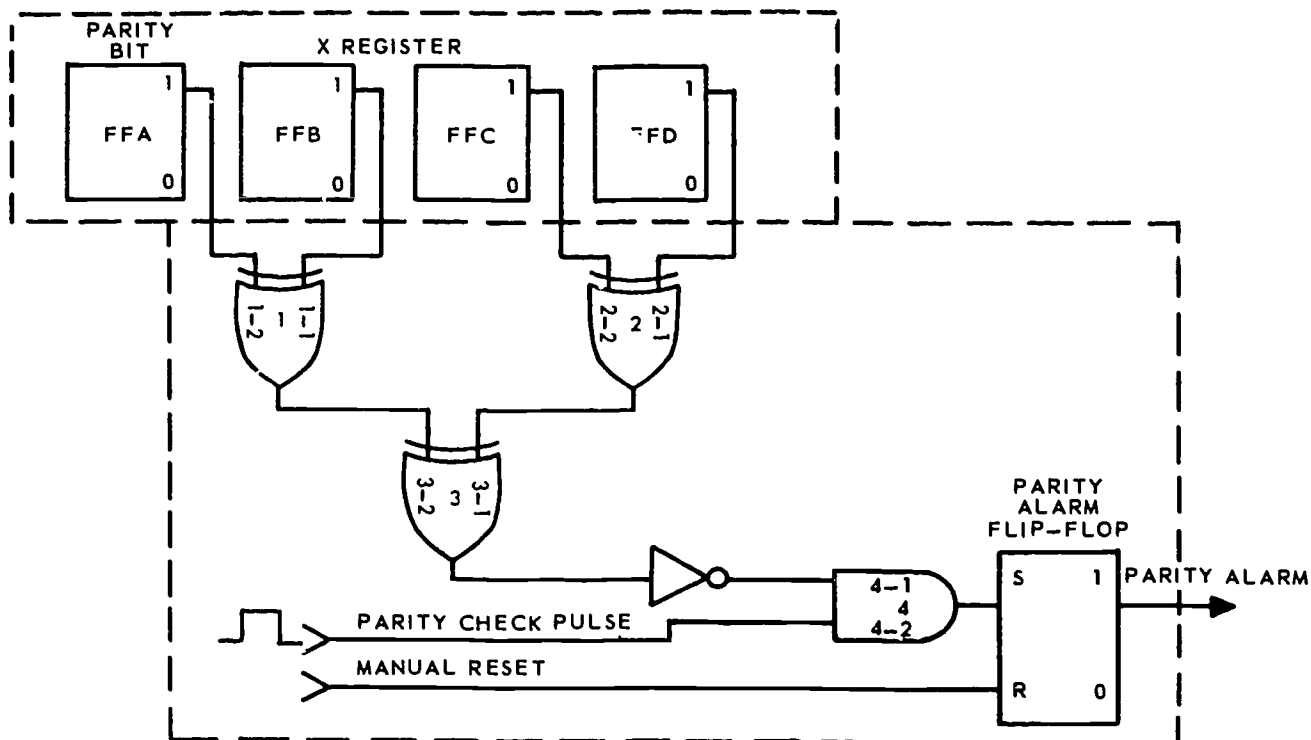 PARITY
BIT
X REGISTER
1
FFA
0
1
FFB
0
1
FFC
0
1
FFD
0
1-2 1 1-1
2-2 2 2-1
3-2 3 3-1
PARITY
ALARM
FLIP-FLOP
S 1
PARITY ALARM
4-1
4
4-2
PARITY CHECK PULSE
MANUAL RESET
R 0